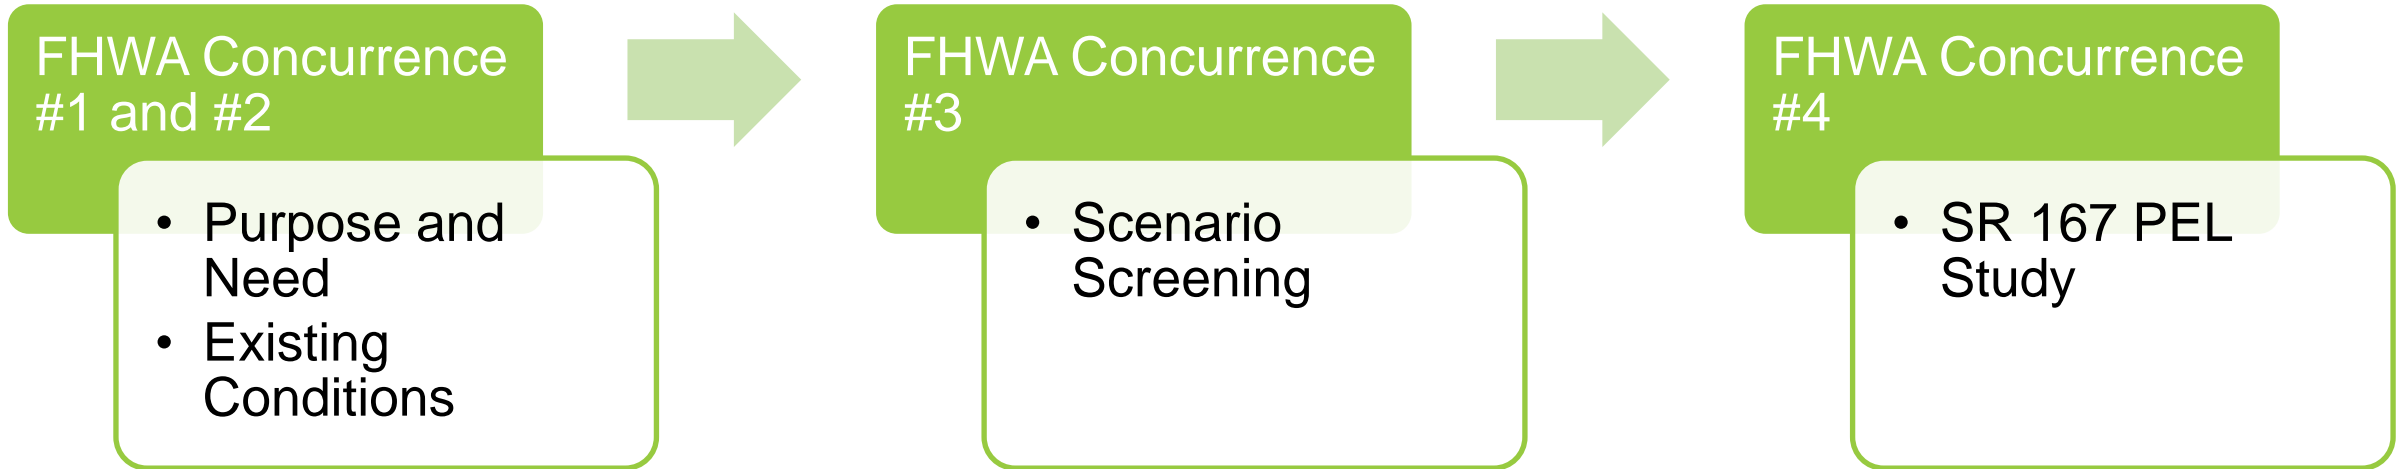 FHWA Concurrence
#1 and #2
• Purpose and
Need
• Existing
Conditions
FHWA Concurrence
#3
• Scenario
Screening
FHWA Concurrence
#4
• SR 167 PEL
Study